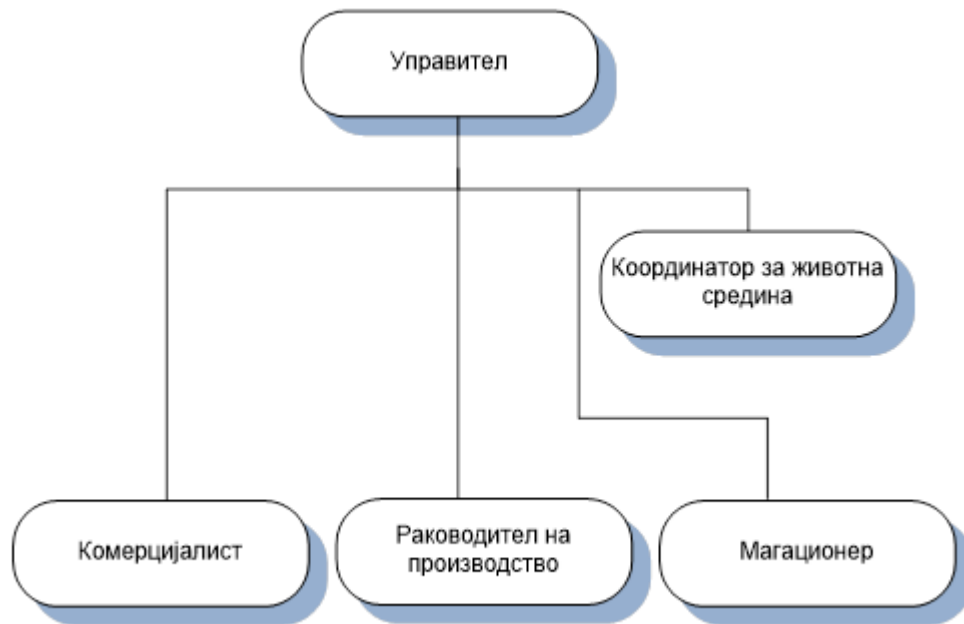 Управител
Координатор за животна
средина
Комерцијалист
Раководител на
производство
Магационер